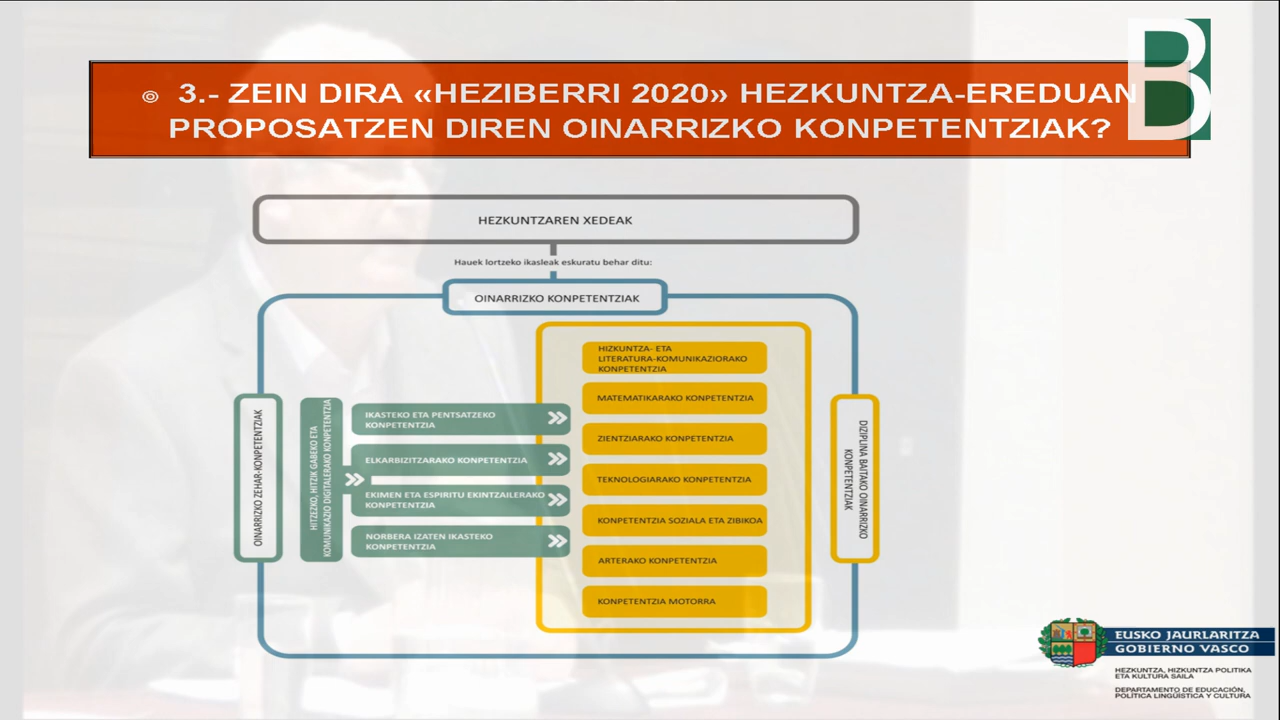 3.- ZEIN DIRA «HEZIBERRI 2020» HEZKUNTZA-EREDUAN
PROPOSATZEN DIREN OINARRIZKO KONPETENTZIAK?
B
HEZKUNTZAREN XEDEAK
Hauek lortzeko ikasleak eskuratu behar ditu:
OINARRIZKO KONPETENTZIAK
OINARRIZKO ZEHAR-KONPETENTZIAK
HITZEZKO, HITZIK GABEKO ETA
KOMUNIKAZIO DIGITALERAKO KONPETENTZIA
IKASTEKO ETA PENTSATZEKO
KONPETENTZIA
ELKARBIZITZARAKO KONPETENTZIA
EKIMEN ETA ESPIRITU EKINTZAILERAKO
KONPETENTZIA
NORBERA IZATEN IKASTEKO
KONPETENTZIA
HIZKUNTZA- ETA
LITERATURA-KOMUNIKAZIORAKO
KONPETENTZIA
MATEMATIKARAKO KONPETENTZIA
ZIENTZIARAKO KONPETENTZIA
TEKNOLOGIARAKO KONPETENTZIA
KONPETENTZIA SOZIALA ETA ZIBIKOA
ARTERAKO KONPETENTZIA
KONPETENTZIA MOTORRA
DIZIPLINA BAITAKO OINARRIZKO
KONPETENTZIAK
EUSKO JAURLARITZA
GOBIERNO VASCO
HEZKUNTZA, HIZKUNTZA POLITIKA
ETA KULTURA SAILA
DEPARTAMENTO DE EDUCACIÓN,
POLÍTICA LINGÜÍSTICA Y CULTURA